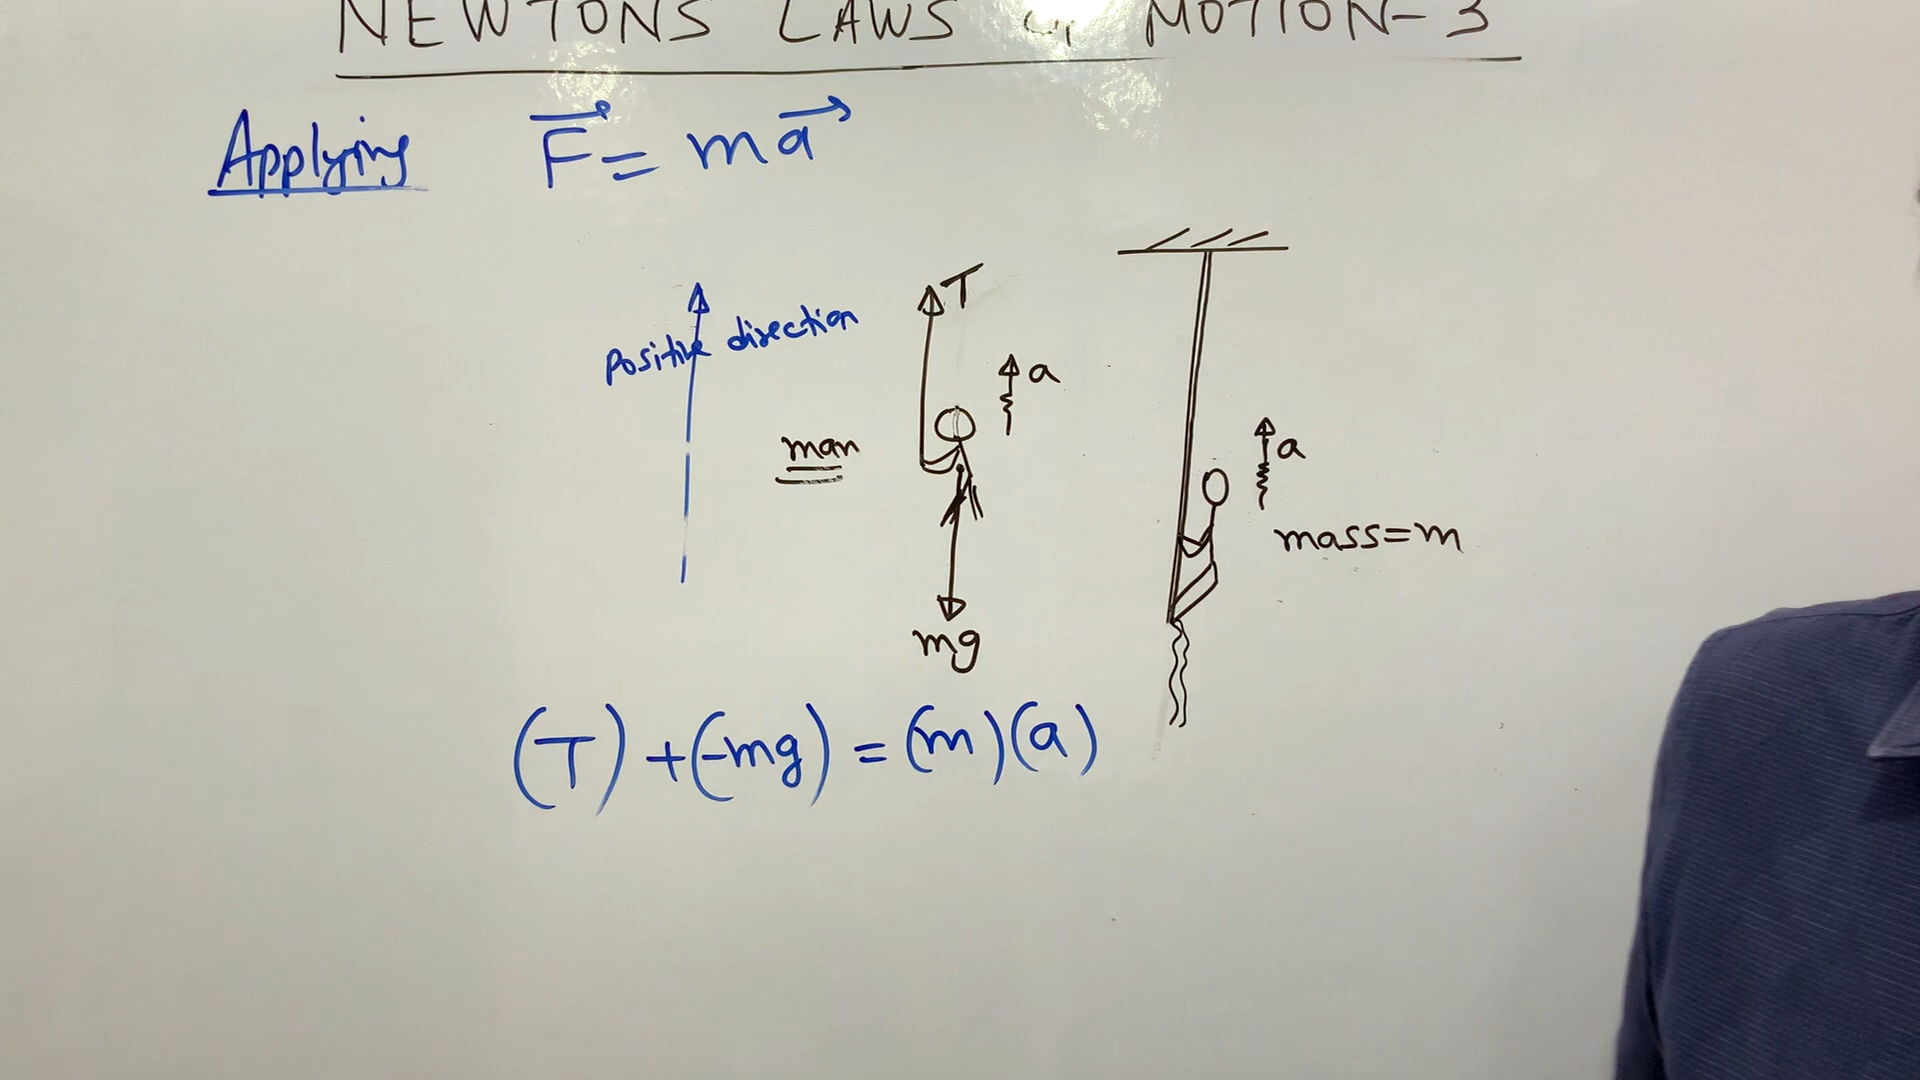 NEWTONS LAWS MOTION-3
Applying F⃗ = ma⃗
positive direction
T
a
man
a
mass=m
mg
(T) + (-mg) = (m)(a)